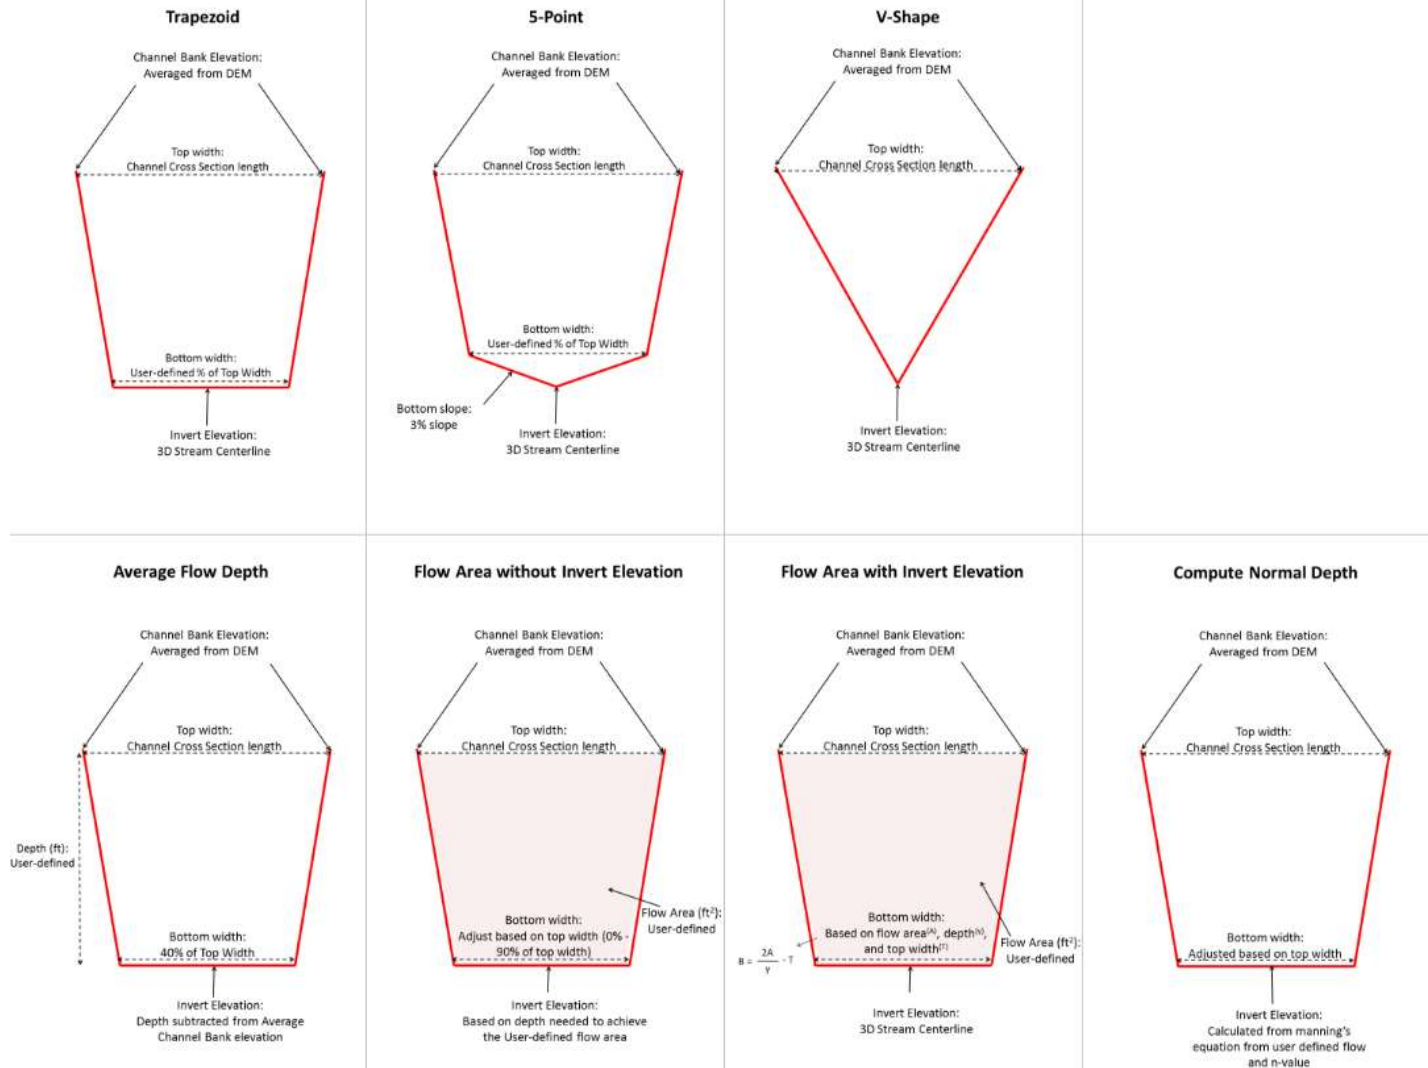 Trapezoid
Channel Bank Elevation:
Averaged from DEM
Top width:
Channel Cross Section length
Bottom width:
User-defined % of Top Width
Invert Elevation:
3D Stream Centerline
5-Point
Channel Bank Elevation:
Averaged from DEM
Top width:
Channel Cross Section length
Bottom width:
User-defined % of Top Width
Bottom slope:
3% slope
Invert Elevation:
3D Stream Centerline
V-Shape
Channel Bank Elevation:
Averaged from DEM
Top width:
Channel Cross Section length
Invert Elevation:
3D Stream Centerline
Average Flow Depth
Channel Bank Elevation:
Averaged from DEM
Top width:
Channel Cross Section length
Depth (ft):
User-defined
Bottom width:
40% of Top Width
Invert Elevation:
Depth subtracted from Average
Channel Bank elevation
Flow Area without Invert Elevation
Channel Bank Elevation:
Averaged from DEM
Top width:
Channel Cross Section length
Flow Area (ft²):
User-defined
Bottom width:
Adjust based on top width (0% -
90% of top width)
Invert Elevation:
Based on depth needed to achieve
the User-defined flow area
Flow Area with Invert Elevation
Channel Bank Elevation:
Averaged from DEM
Top width:
Channel Cross Section length
Bottom width:
Based on flow area(A), depth(y),
and top width(T)
B = 2A/y - T
Flow Area (ft²):
User-defined
Invert Elevation:
3D Stream Centerline
Compute Normal Depth
Channel Bank Elevation:
Averaged from DEM
Top width:
Channel Cross Section length
Bottom width:
Adjusted based on top width
Invert Elevation:
Calculated from manning's
equation from user defined flow
and n-value